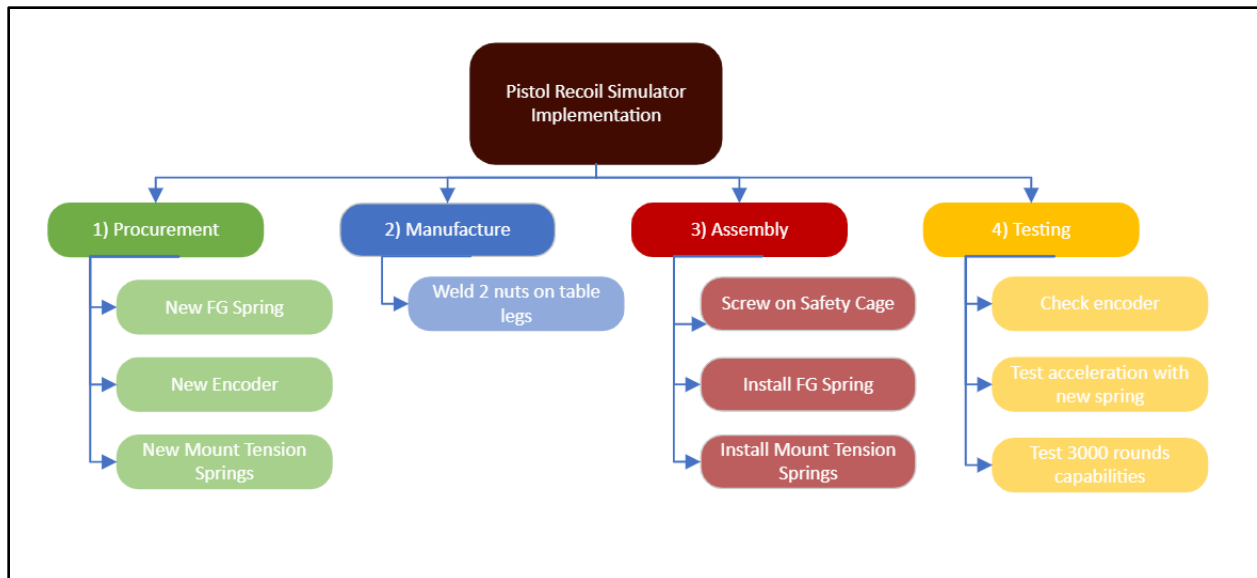 Pistol Recoil Simulator
Implementation
1) Procurement
2) Manufacture
3) Assembly
4) Testing
New FG Spring
New Encoder
New Mount Tension
Springs
Weld 2 nuts on table
legs
Screw on Safety Cage
Install FG Spring
Install Mount Tension
Springs
Check encoder
Test acceleration with
new spring
Test 3000 rounds
capabilities